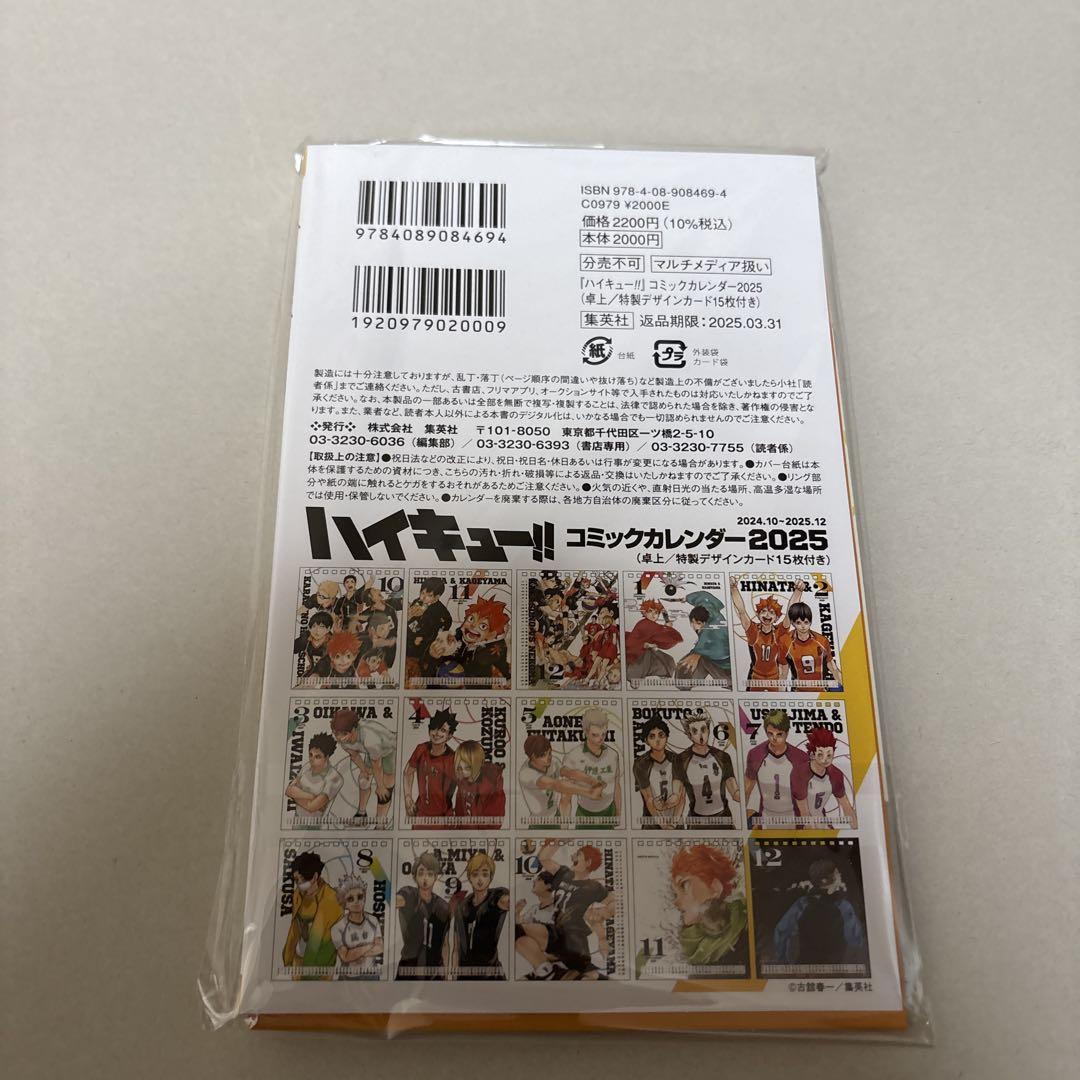 9784089084694
1920979020009
ISBN 978-4-08-908469-4
C0979 ¥2000E
価格2200円(10%税込)
本体2000円
分売不可 マルチメディア扱い
『ハイキュー!!』コミックカレンダー2025
(卓上/特製デザインカード15枚付き)
集英社 返品期限:2025.03.31
紙 台紙
プラ 外装袋
カード袋
製造には十分注意しておりますが、乱丁・落丁(ページ順序の間違いや抜け落ち)など製造上の不備がございましたら小社「読
者係」までご連絡ください。ただし、古書店、フリマアプリ、オークションサイト等で入手されたものは対応いたしかねますのでご了
承ください。なお、本製品の一部あるいは全部を無断で複写・複製することは、法律で認められた場合を除き、著作権の侵害とな
ります。また、業者など、読者本人以外による本書のデジタル化は、いかなる場合でも一切認められませんのでご注意ください。
❖発行❖ 株式会社 集英社 〒101-8050 東京都千代田区一ツ橋2-5-10
03-3230-6036(編集部)/03-3230-6393(書店専用)/03-3230-7755(読者係)
【取扱上の注意】●祝日法などの改正により、祝日・祝日名・休日あるいは行事が変更になる場合があります。●カバー台紙は本
体を保護するための資材につき、こちらの汚れ・折れ・破損等による返品・交換はいたしかねますのでご了承ください。●リング部
分や紙の端に触れるとケガをするおそれがあるためご注意ください。●火気の近くや、直射日光の当たる場所、高温多湿な場所
では使用・保管しないでください。●カレンダーを廃棄する際は、各地方自治体の廃棄区分に従ってください。
2024.10~2025.12
ハイキュー!! コミックカレンダー2025
(卓上/特製デザインカード15枚付き)
10
HINATA & KAGEYAMA
11
12
1
HINATA &
2
3
OIKAWA &
4
KUROO
5
AONE
BOKUTO &
6
7
USHIJIMA &
TENDO
SAKUSA
8
A.MIYA &
9
10
HINATA
11
12
©古舘春一/集英社